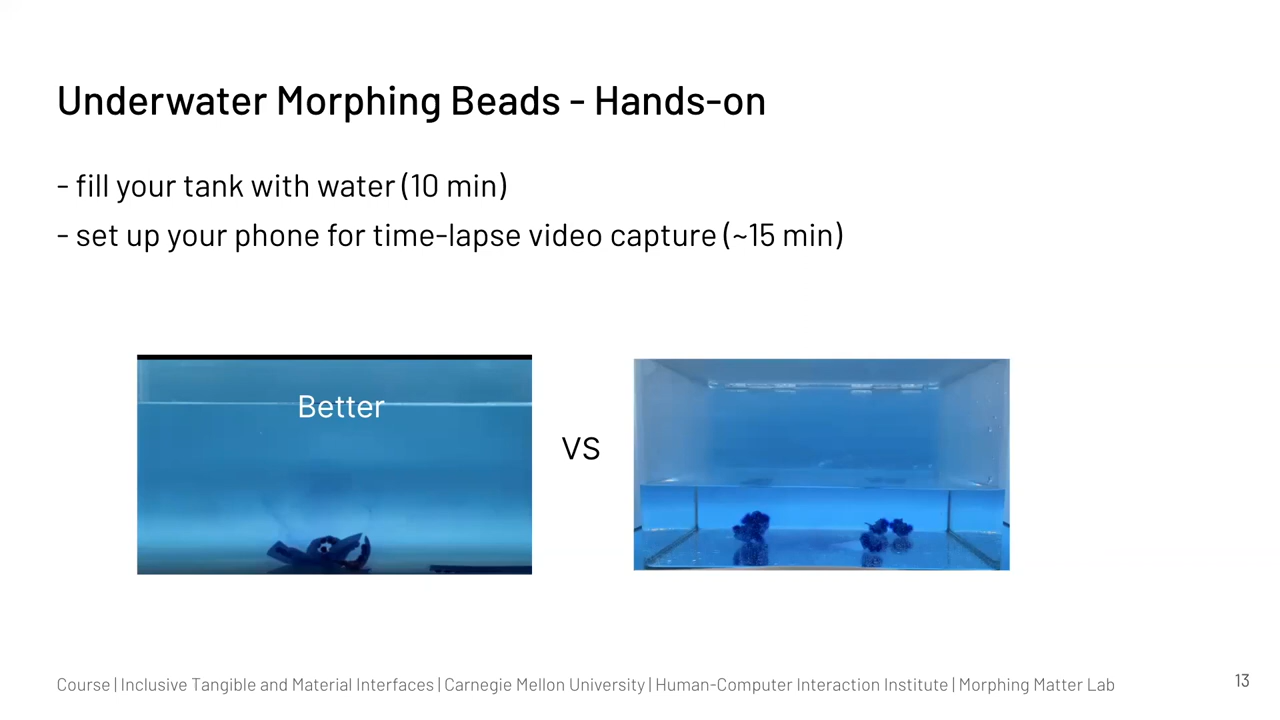 Underwater Morphing Beads - Hands-on
- fill your tank with water (10 min)
- set up your phone for time-lapse video capture (~15 min)
Better
VS
Course | Inclusive Tangible and Material Interfaces | Carnegie Mellon University | Human-Computer Interaction Institute | Morphing Matter Lab
13